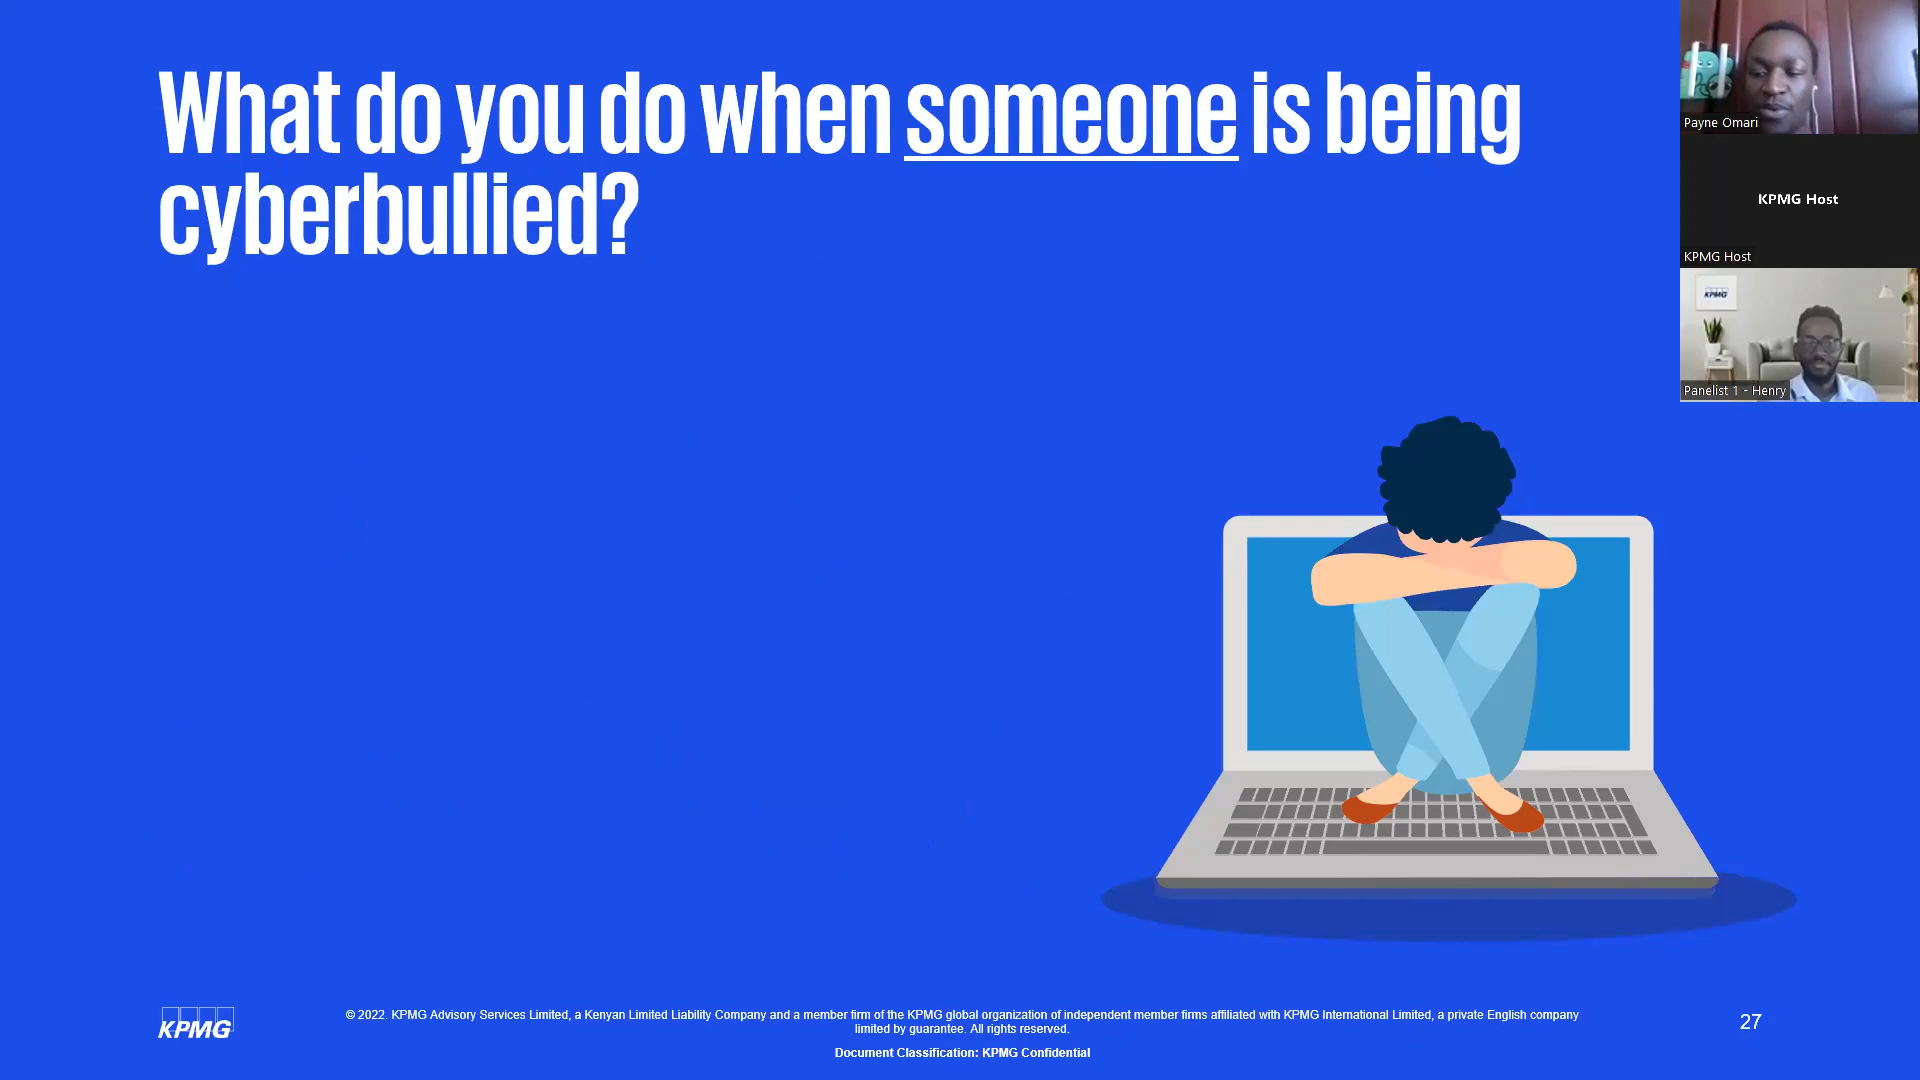 What do you do when someone is being
cyberbullied?
Payne Omari
KPMG Host
KPMG Host
KPMG
Panelist 1 - Henry
KPMG
© 2022. KPMG Advisory Services Limited, a Kenyan Limited Liability Company and a member firm of the KPMG global organization of independent member firms affiliated with KPMG International Limited, a private English company
limited by guarantee. All rights reserved.
Document Classification: KPMG Confidential
27